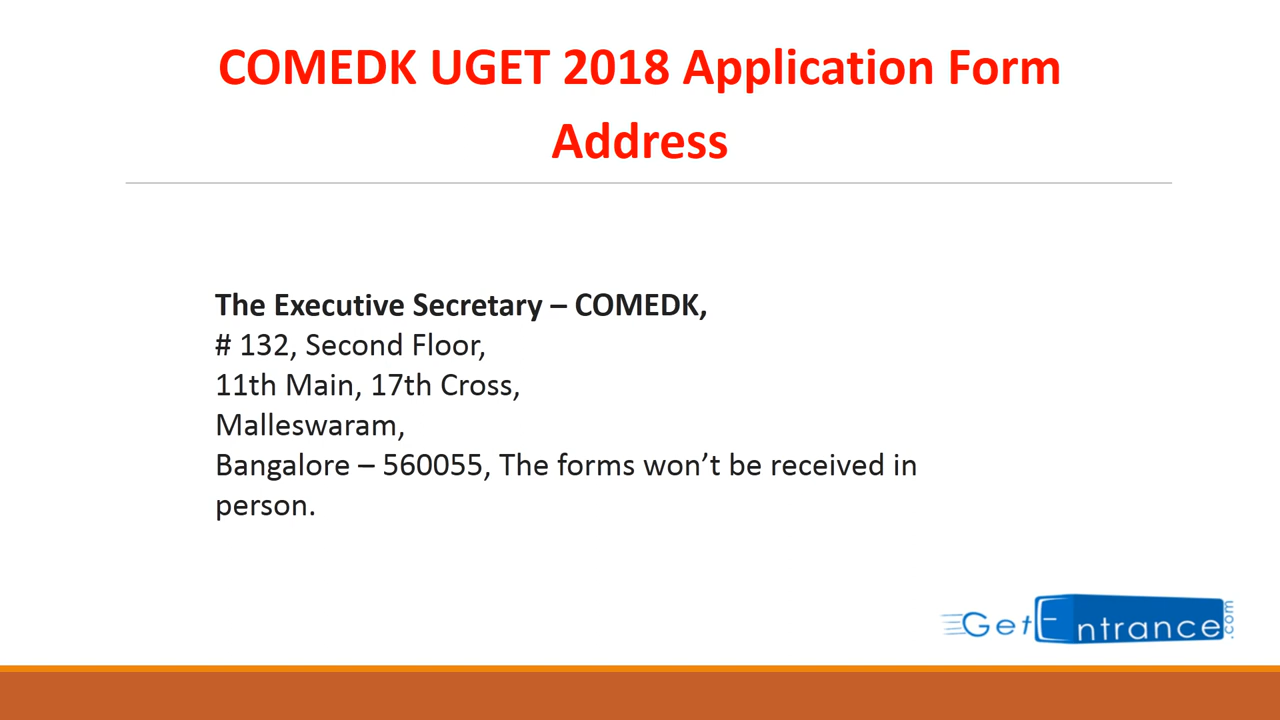 COMEDK UGET 2018 Application Form
Address
The Executive Secretary – COMEDK,
# 132, Second Floor,
11th Main, 17th Cross,
Malleswaram,
Bangalore – 560055, The forms won’t be received in
person.
GetEntrance.com